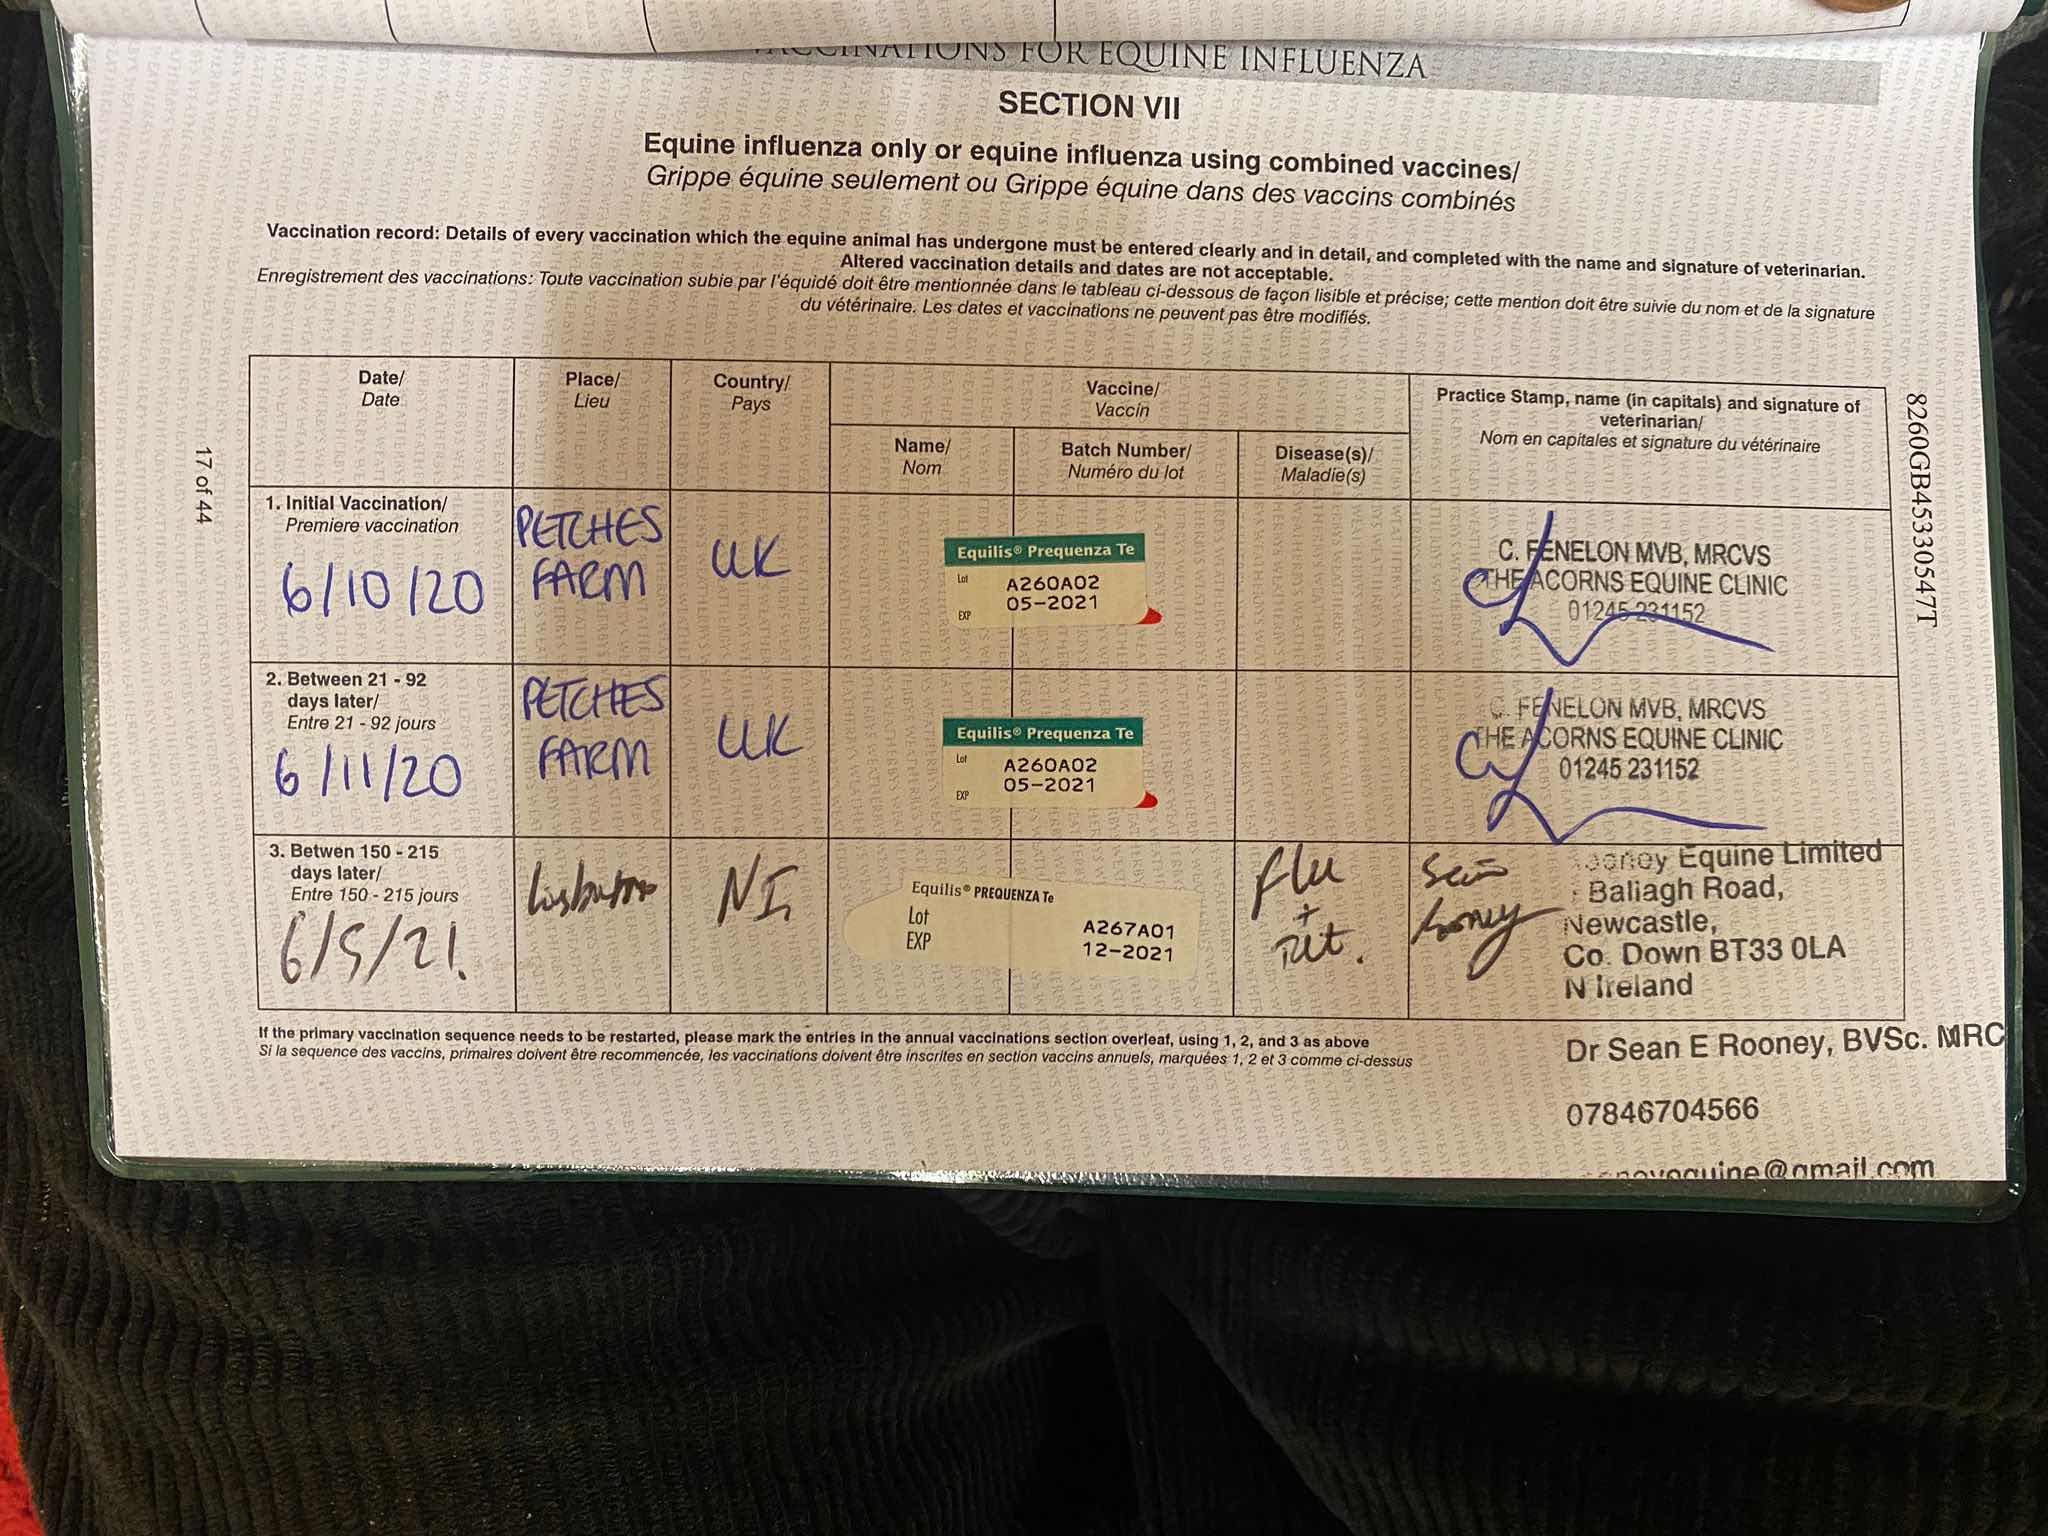 VACCINATIONS FOR EQUINE INFLUENZA
SECTION VII
Equine influenza only or equine influenza using combined vaccines/
Grippe équine seulement ou Grippe équine dans des vaccins combinés
Vaccination record: Details of every vaccination which the equine animal has undergone must be entered clearly and in detail, and completed with the name and signature of veterinarian.
Altered vaccination details and dates are not acceptable.
Enregistrement des vaccinations: Toute vaccination subie par l'équidé doit être mentionnée dans le tableau ci-dessous de façon lisible et précise; cette mention doit être suivie du nom et de la signature
du vétérinaire. Les dates et vaccinations ne peuvent pas être modifiés.
Date/
Date
Place/
Lieu
Country/
Pays
Vaccine/
Vaccin
Name/
Nom
Batch Number/
Numéro du lot
Disease(s)/
Maladie(s)
Practice Stamp, name (in capitals) and signature of
veterinarian/
Nom en capitales et signature du vétérinaire
1. Initial Vaccination/
Premiere vaccination
6/10/20
PETCHES
FARM
UK
Equilis® Prequenza Te
Lot A260A02
EXP 05-2021
C. FENELON MVB, MRCVS
THE ACORNS EQUINE CLINIC
01245 231152
2. Between 21 - 92
days later/
Entre 21 - 92 jours
6/11/20
PETCHES
FARM
UK
Equilis® Prequenza Te
Lot A260A02
EXP 05-2021
C. FENELON MVB, MRCVS
THE ACORNS EQUINE CLINIC
01245 231152
3. Betwen 150 - 215
days later/
Entre 150 - 215 jours
6/5/21.
NI
Equilis® PREQUENZA Te
Lot A267A01
EXP 12-2021
Flu
+
Tet.
Sean
Rooney
Equine Limited
Baliagh Road,
Newcastle,
Co. Down BT33 0LA
N Ireland
Dr Sean E Rooney, BVSc. MRC
07846704566
@gmail.com
If the primary vaccination sequence needs to be restarted, please mark the entries in the annual vaccinations section overleaf, using 1, 2, and 3 as above
Si la sequence des vaccins, primaires doivent être recommencée, les vaccinations doivent être inscrites en section vaccins annuels, marquées 1, 2 et 3 comme ci-dessus
17 of 44
8260GB45330547T